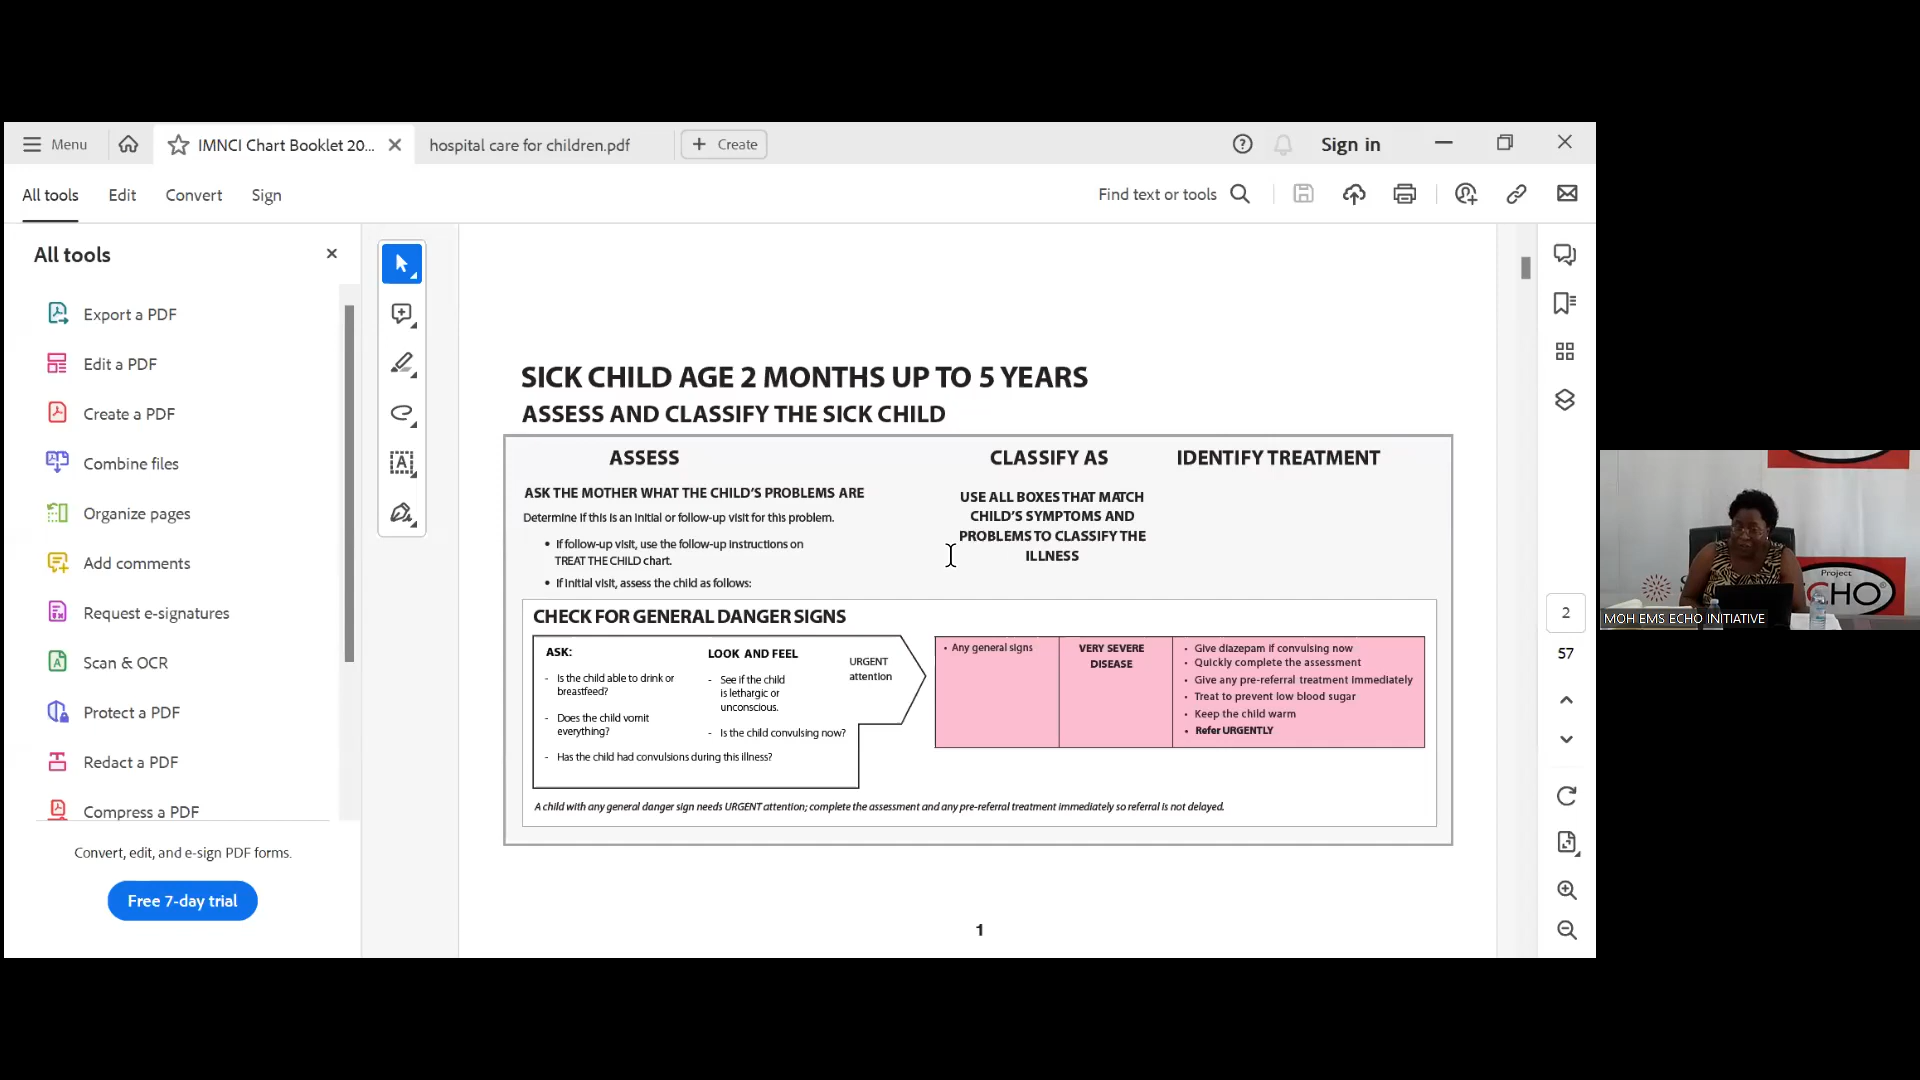 Menu
IMNCI Chart Booklet 20...
hospital care for children.pdf
Create
Sign in
All tools
Edit
Convert
Sign
Find text or tools
All tools
Export a PDF
Edit a PDF
Create a PDF
Combine files
Organize pages
Add comments
Request e-signatures
Scan & OCR
Protect a PDF
Redact a PDF
Compress a PDF
Convert, edit, and e-sign PDF forms.
Free 7-day trial
SICK CHILD AGE 2 MONTHS UP TO 5 YEARS
ASSESS AND CLASSIFY THE SICK CHILD
ASSESS
CLASSIFY AS
IDENTIFY TREATMENT
ASK THE MOTHER WHAT THE CHILD'S PROBLEMS ARE
Determine if this is an initial or follow-up visit for this problem.
• If follow-up visit, use the follow-up instructions on
TREAT THE CHILD chart.
• If initial visit, assess the child as follows:
USE ALL BOXES THAT MATCH
CHILD'S SYMPTOMS AND
PROBLEMS TO CLASSIFY THE
ILLNESS
CHECK FOR GENERAL DANGER SIGNS
ASK:
- Is the child able to drink or
breastfeed?
- Does the child vomit
everything?
- Has the child had convulsions during this illness?
LOOK AND FEEL
- See if the child
is lethargic or
unconscious.
- Is the child convulsing now?
URGENT
attention
• Any general signs
VERY SEVERE
DISEASE
• Give diazepam if convulsing now
• Quickly complete the assessment
• Give any pre-referral treatment immediately
• Treat to prevent low blood sugar
• Keep the child warm
• Refer URGENTLY
A child with any general danger sign needs URGENT attention; complete the assessment and any pre-referral treatment immediately so referral is not delayed.
1
2
57
Project
ECHO
MOH EMS ECHO INITIATIVE